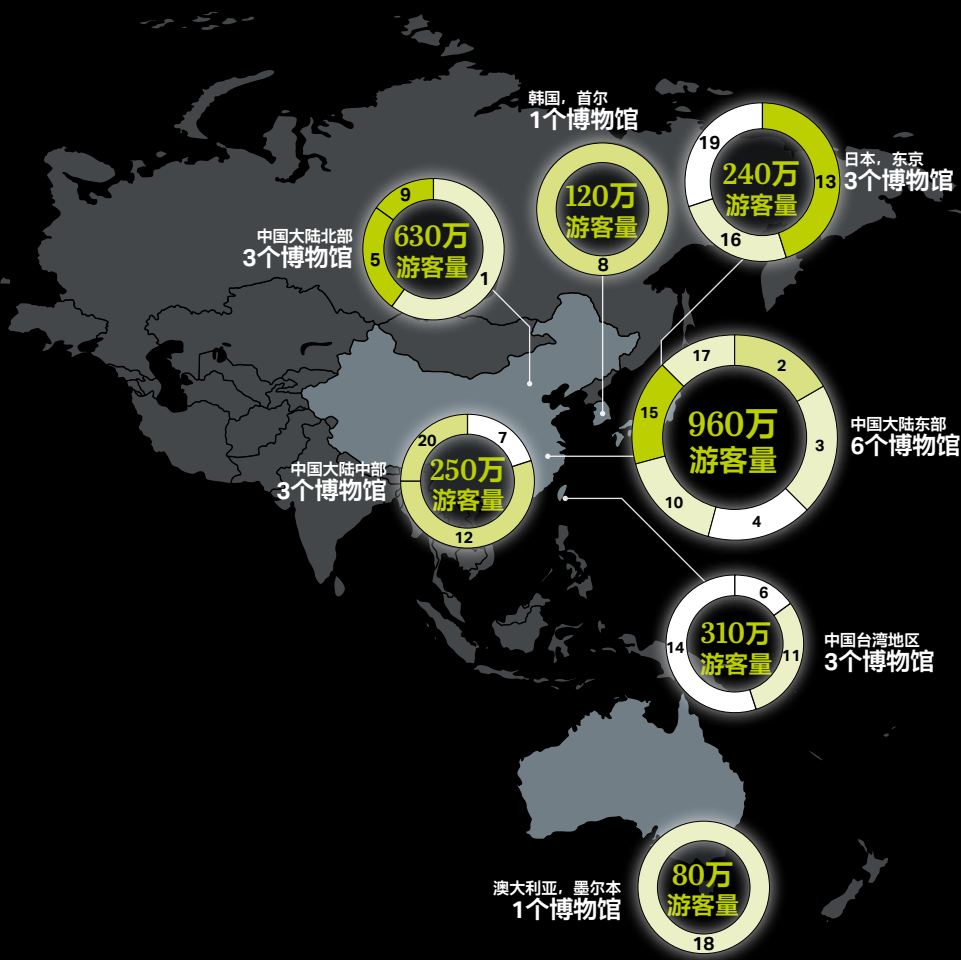 韩国，首尔
1个博物馆
120万
游客量
8
日本，东京
3个博物馆
240万
游客量
19
13
16
中国大陆北部
3个博物馆
630万
游客量
9
5
1
中国大陆东部
6个博物馆
960万
游客量
17
2
15
3
10
4
中国大陆中部
3个博物馆
250万
游客量
20
7
12
中国台湾地区
3个博物馆
310万
游客量
6
14
11
澳大利亚，墨尔本
1个博物馆
80万
游客量
18